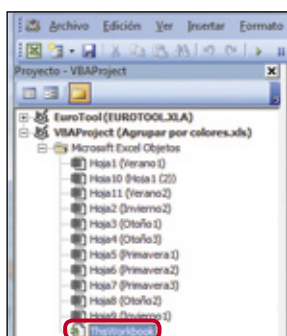 Archivo Edición Ver Insertar Formato
Proyecto - VBAProject
EuroTool (EUROTOOL.XLA)
VBAProject (Agrupar por colores.xls)
Microsoft Excel Objetos
Hoja1 (Verano1)
Hoja10 (Hoja1 (2))
Hoja11 (Verano2)
Hoja2 (Invierno2)
Hoja3 (Otoño1)
Hoja4 (Otoño3)
Hoja5 (Primavera1)
Hoja6 (Primavera2)
Hoja7 (Primavera3)
Hoja8 (Otoño2)
Hoja9 (Invierno1)
ThisWorkbook